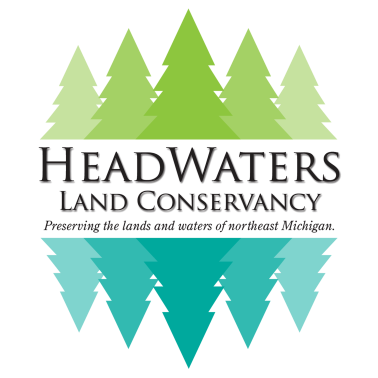 HeadWaters
Land Conservancy
Preserving the lands and waters of northeast Michigan.